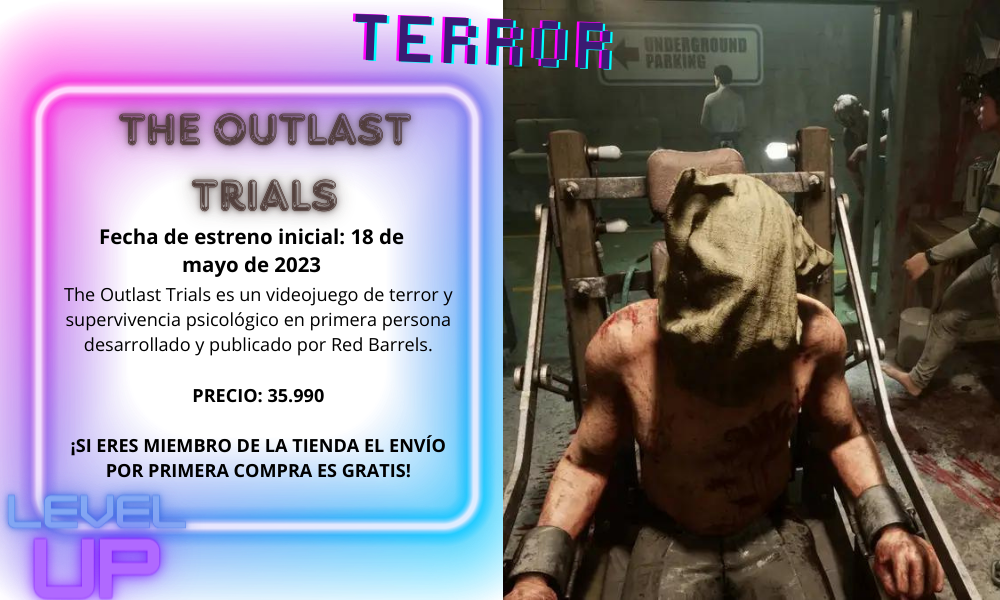 TERROR
UNDERGROUND
PARKING
THE OUTLAST
TRIALS
Fecha de estreno inicial: 18 de
mayo de 2023
The Outlast Trials es un videojuego de terror y
supervivencia psicológico en primera persona
desarrollado y publicado por Red Barrels.
PRECIO: 35.990
¡SI ERES MIEMBRO DE LA TIENDA EL ENVÍO
POR PRIMERA COMPRA ES GRATIS!
LEVEL
UP